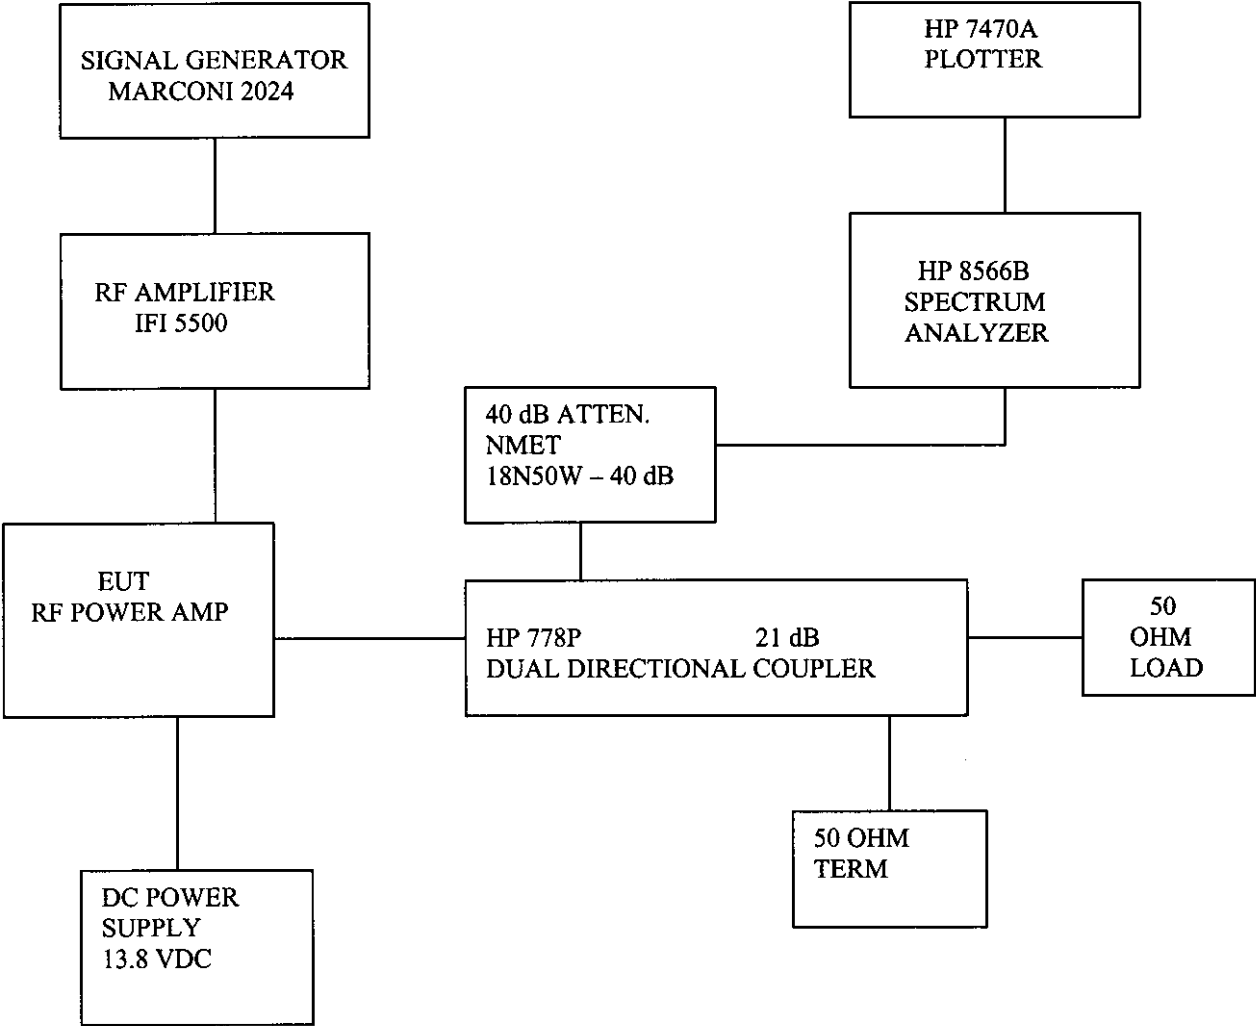 SIGNAL GENERATOR
MARCONI 2024
HP 7470A
PLOTTER
RF AMPLIFIER
IFI 5500
HP 8566B
SPECTRUM
ANALYZER
40 dB ATTEN.
NMET
18N50W – 40 dB
EUT
RF POWER AMP
HP 778P 21 dB
DUAL DIRECTIONAL COUPLER
50
OHM
LOAD
50 OHM
TERM
DC POWER
SUPPLY
13.8 VDC